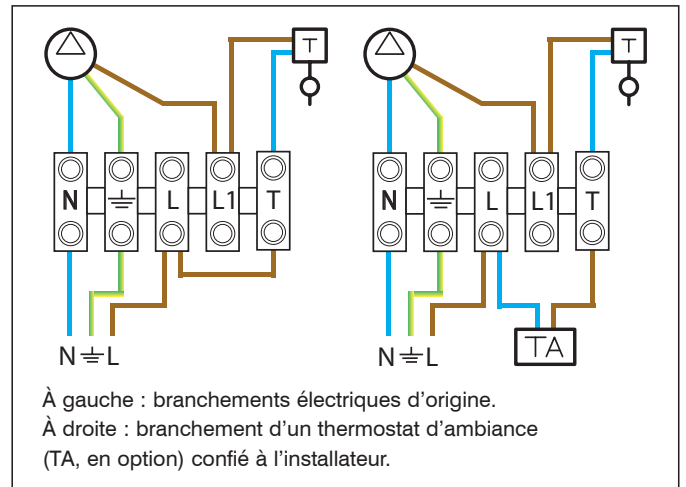 T T
N ⏚ L L1 T N ⏚ L L1 T
N ⏚ L N ⏚ L TA
À gauche : branchements électriques d’origine.
À droite : branchement d’un thermostat d’ambiance
(TA, en option) confié à l’installateur.